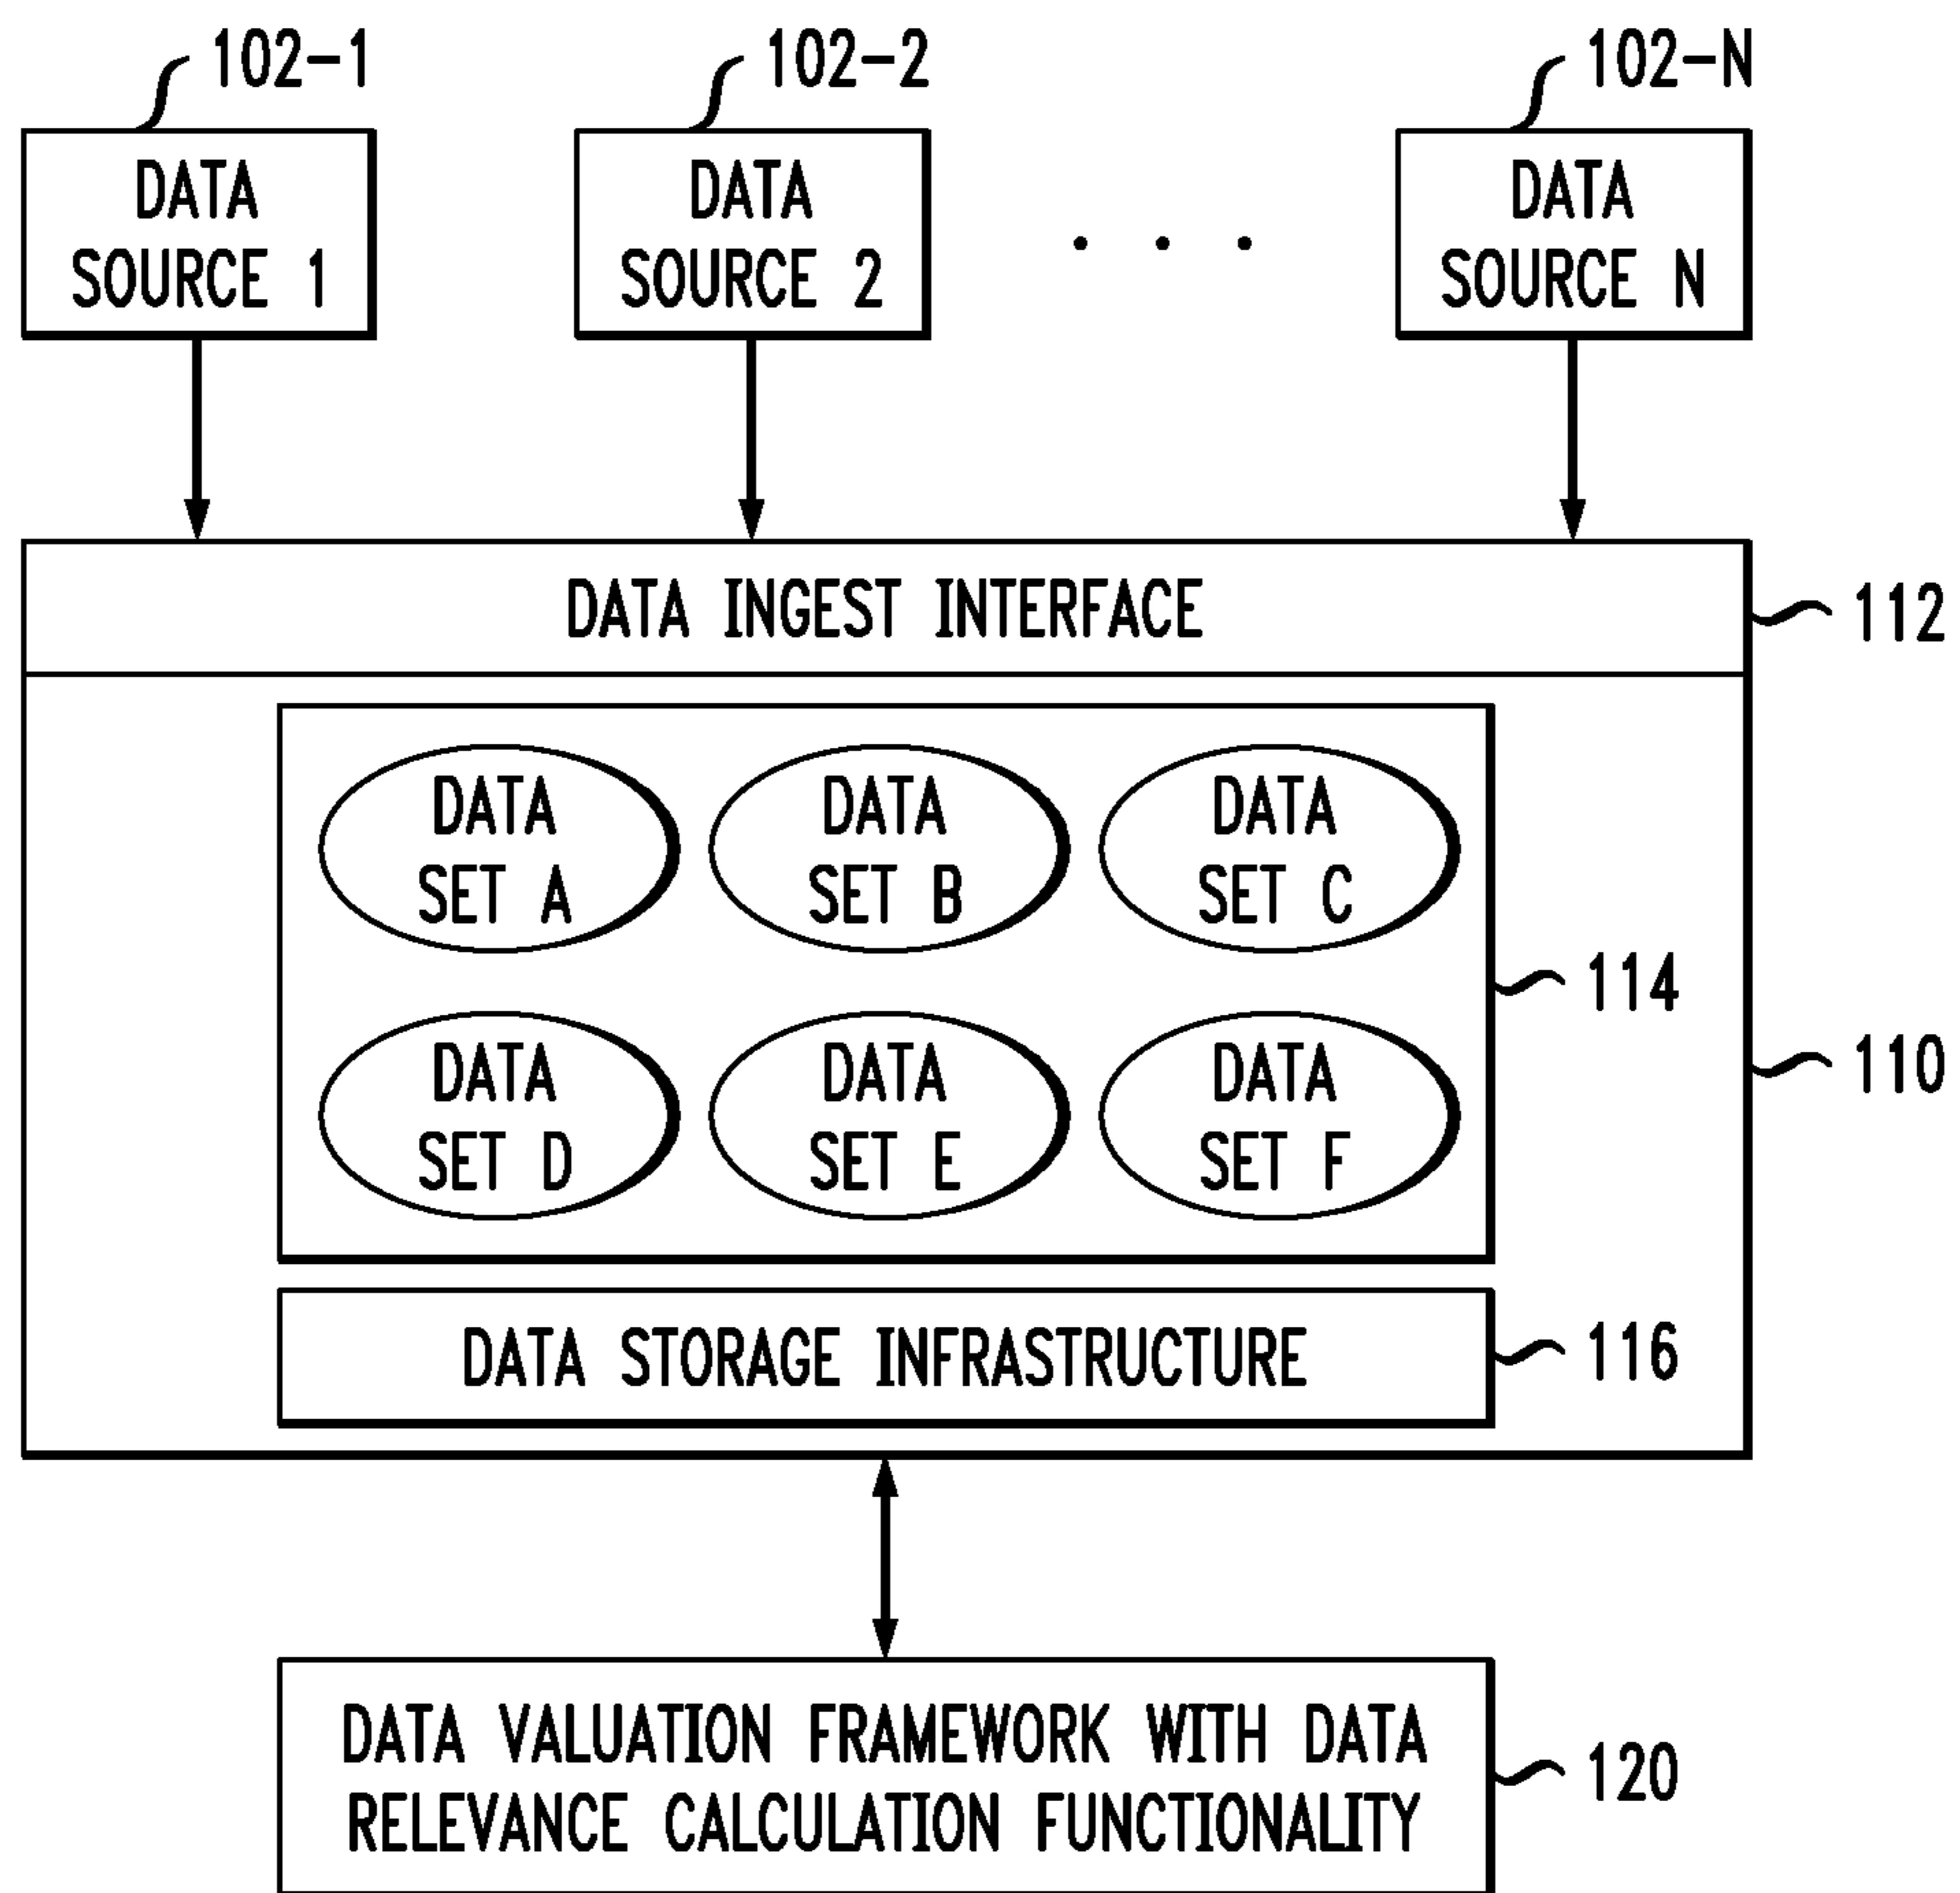 102-1
102-2
102-N
DATA
SOURCE 1
DATA
SOURCE 2
. . .
DATA
SOURCE N
DATA INGEST INTERFACE
112
DATA
SET A
DATA
SET B
DATA
SET C
114
110
DATA
SET D
DATA
SET E
DATA
SET F
DATA STORAGE INFRASTRUCTURE
116
DATA VALUATION FRAMEWORK WITH DATA
RELEVANCE CALCULATION FUNCTIONALITY
120